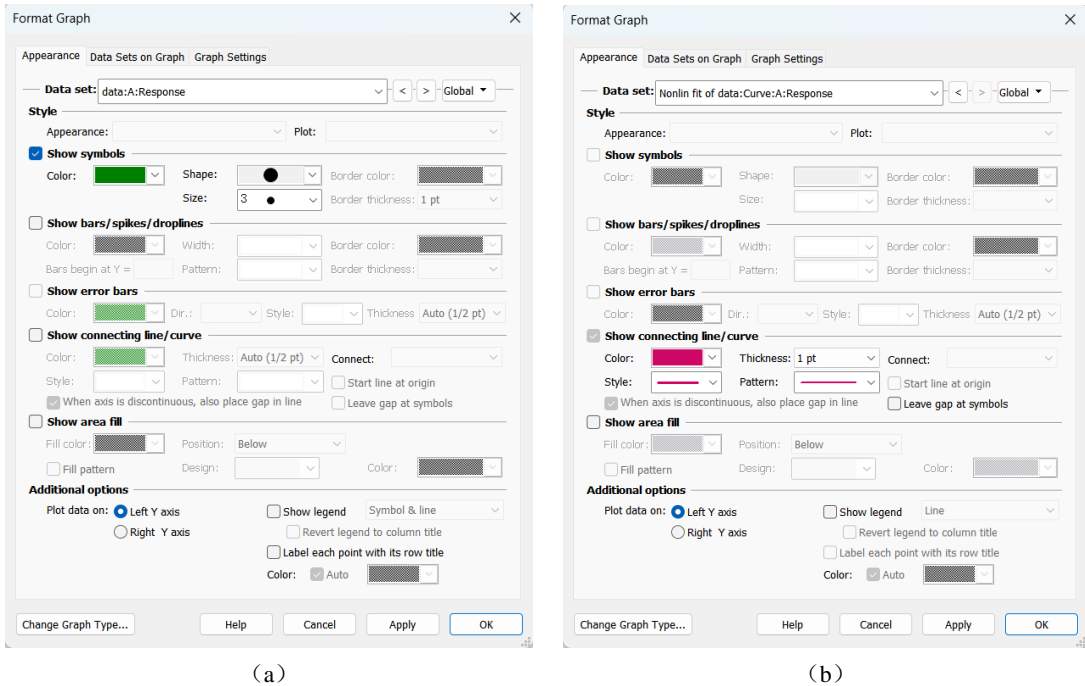 Format Graph
Appearance Data Sets on Graph Graph Settings
Data set: data:A:Response < > Global
Style
Appearance: Plot:
Show symbols
Color: Shape: Border color:
Size: 3 Border thickness: 1 pt
Show bars/spikes/droplines
Color: Width: Border color:
Bars begin at Y = Pattern: Border thickness:
Show error bars
Color: Dir.: Style: Thickness Auto (1/2 pt)
Show connecting line/curve
Color: Thickness: Auto (1/2 pt) Connect:
Style: Pattern: Start line at origin
When axis is discontinuous, also place gap in line Leave gap at symbols
Show area fill
Fill color: Position: Below
Fill pattern Design: Color:
Additional options
Plot data on: Left Y axis Show legend Symbol & line
Right Y axis Revert legend to column title
Label each point with its row title
Color: Auto
Change Graph Type... Help Cancel Apply OK
(a)
Format Graph
Appearance Data Sets on Graph Graph Settings
Data set: Nonlin fit of data:Curve:A:Response < > Global
Style
Appearance: Plot:
Show symbols
Color: Shape: Border color:
Size: Border thickness:
Show bars/spikes/droplines
Color: Width: Border color:
Bars begin at Y = Pattern: Border thickness:
Show error bars
Color: Dir.: Style: Thickness Auto (1/2 pt)
Show connecting line/curve
Color: Thickness: 1 pt Connect:
Style: Pattern: Start line at origin
When axis is discontinuous, also place gap in line Leave gap at symbols
Show area fill
Fill color: Position: Below
Fill pattern Design: Color:
Additional options
Plot data on: Left Y axis Show legend Line
Right Y axis Revert legend to column title
Label each point with its row title
Color: Auto
Change Graph Type... Help Cancel Apply OK
(b)